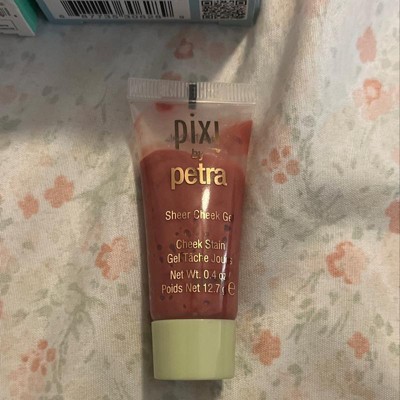 pixi
by
petra
Sheer Cheek Gel
Cheek Stain
Gel Tâche Joues
Net Wt. 0.4 oz
Poids Net 12.7 g ℮